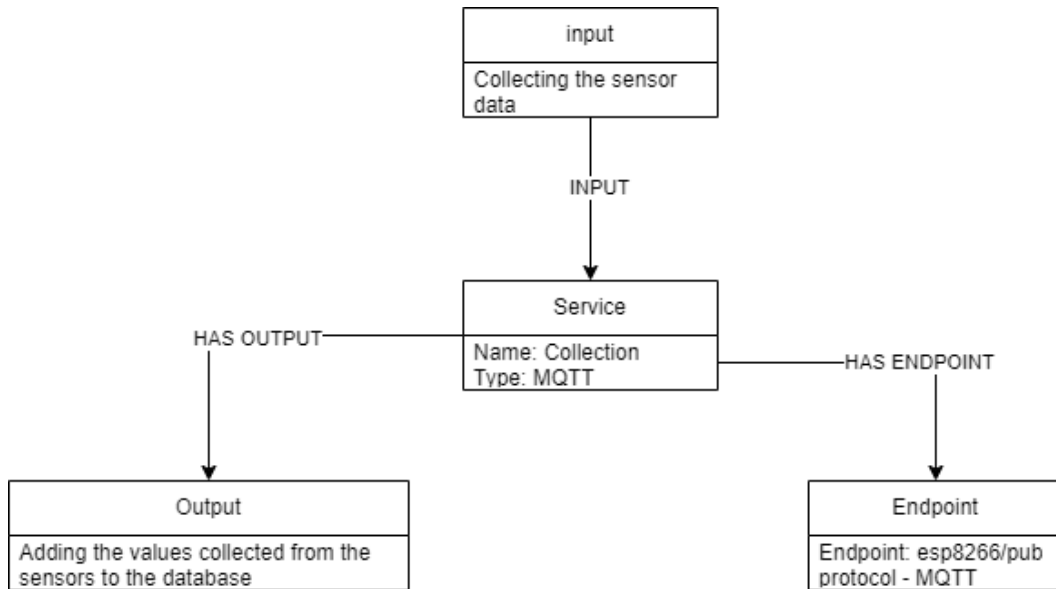 input
Collecting the sensor
data
INPUT
Service
Name: Collection
Type: MQTT
HAS OUTPUT
HAS ENDPOINT
Output
Adding the values collected from the
sensors to the database
Endpoint
Endpoint: esp8266/pub
protocol - MQTT